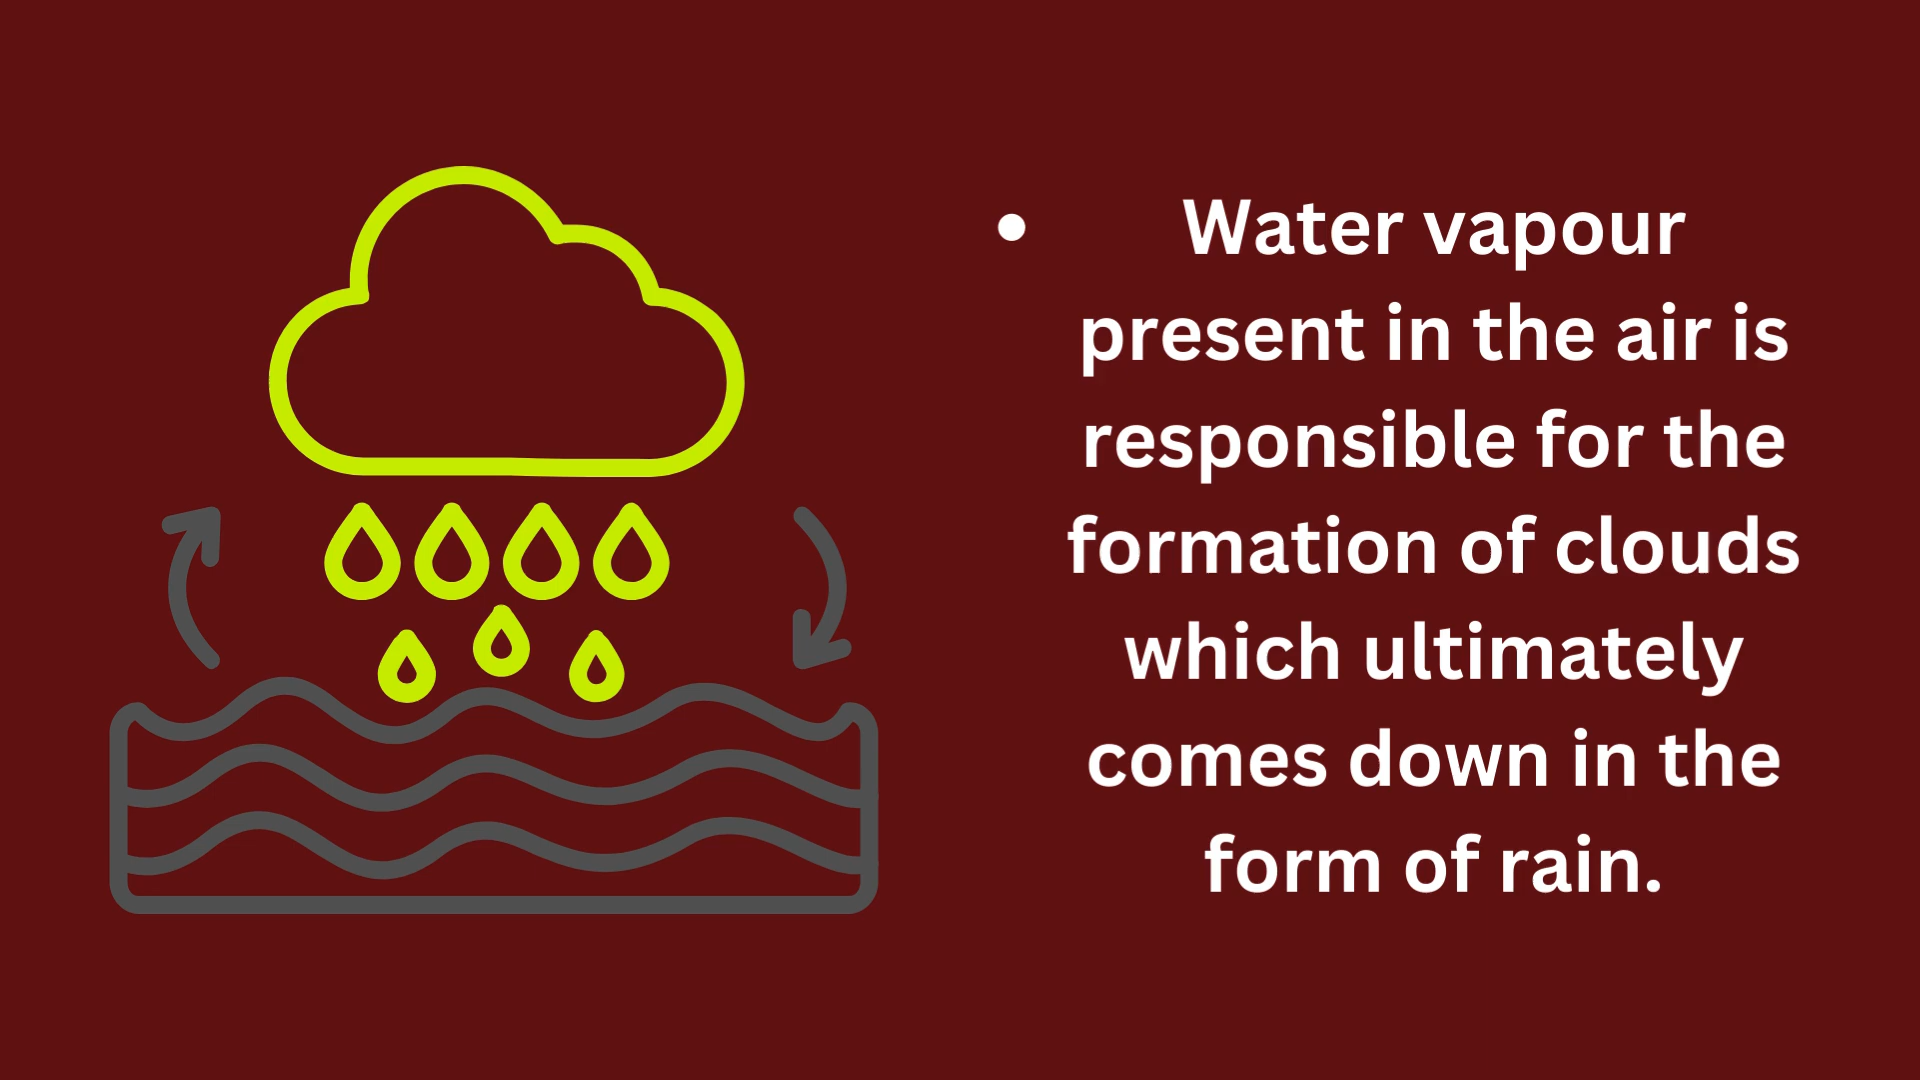 • Water vapour
present in the air is
responsible for the
formation of clouds
which ultimately
comes down in the
form of rain.